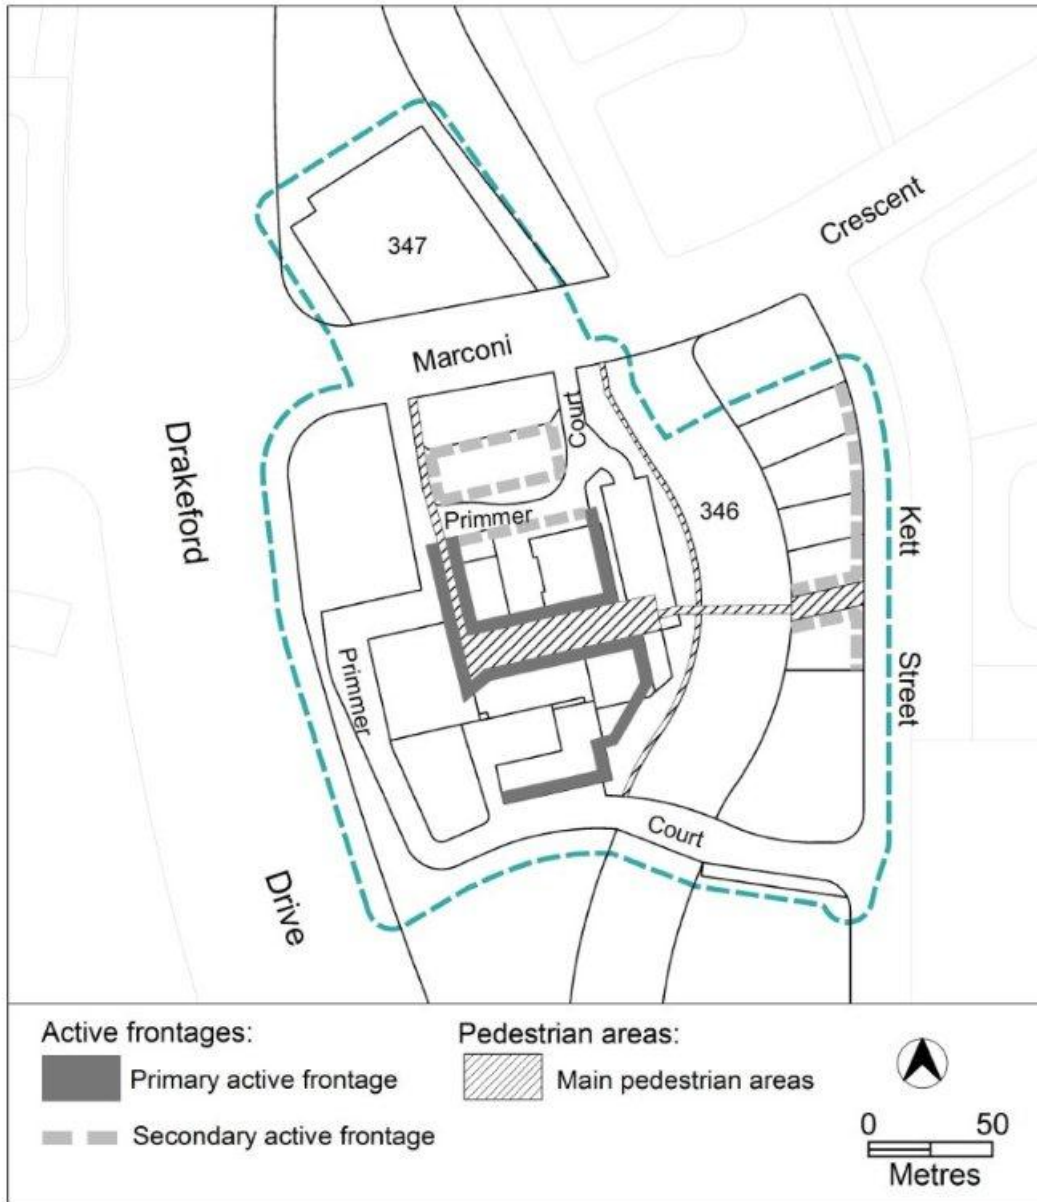 Crescent
347
Marconi
Court
Drakeford
Primmer
346
Kett
Primmer
Street
Court
Drive
Active frontages:
Primary active frontage
Secondary active frontage
Pedestrian areas:
Main pedestrian areas
0 50
Metres